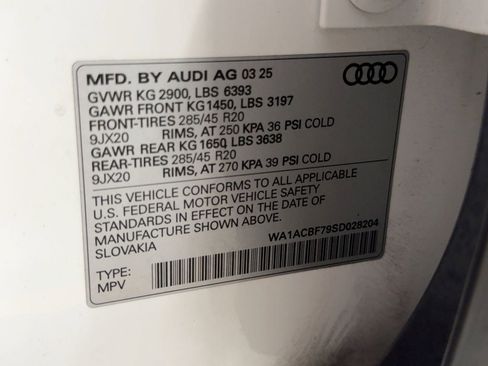 MFD. BY AUDI AG 03 25
GVWR KG 2900, LBS 6393
GAWR FRONT KG1450, LBS 3197
FRONT-TIRES 285/45 R20
9JX20 RIMS, AT 250 KPA 36 PSI COLD
GAWR REAR KG 1650, LBS 3638
REAR-TIRES 285/45 R20
9JX20 RIMS, AT 270 KPA 39 PSI COLD
THIS VEHICLE CONFORMS TO ALL APPLICABLE
U.S. FEDERAL MOTOR VEHICLE SAFETY
STANDARDS IN EFFECT ON THE DATE OF
MANUFACTURE SHOWN ABOVE.
SLOVAKIA
WA1ACBF79SD028204
TYPE:
MPV